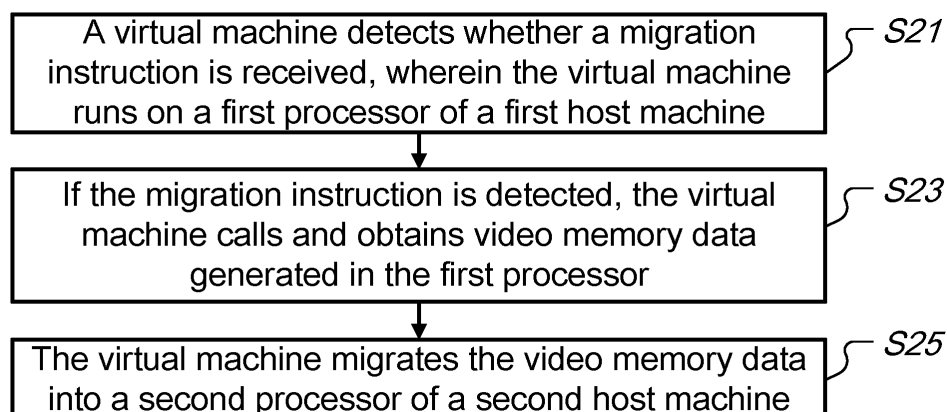 A virtual machine detects whether a migration
instruction is received, wherein the virtual machine
runs on a first processor of a first host machine
S21
If the migration instruction is detected, the virtual
machine calls and obtains video memory data
generated in the first processor
S23
The virtual machine migrates the video memory data
into a second processor of a second host machine
S25